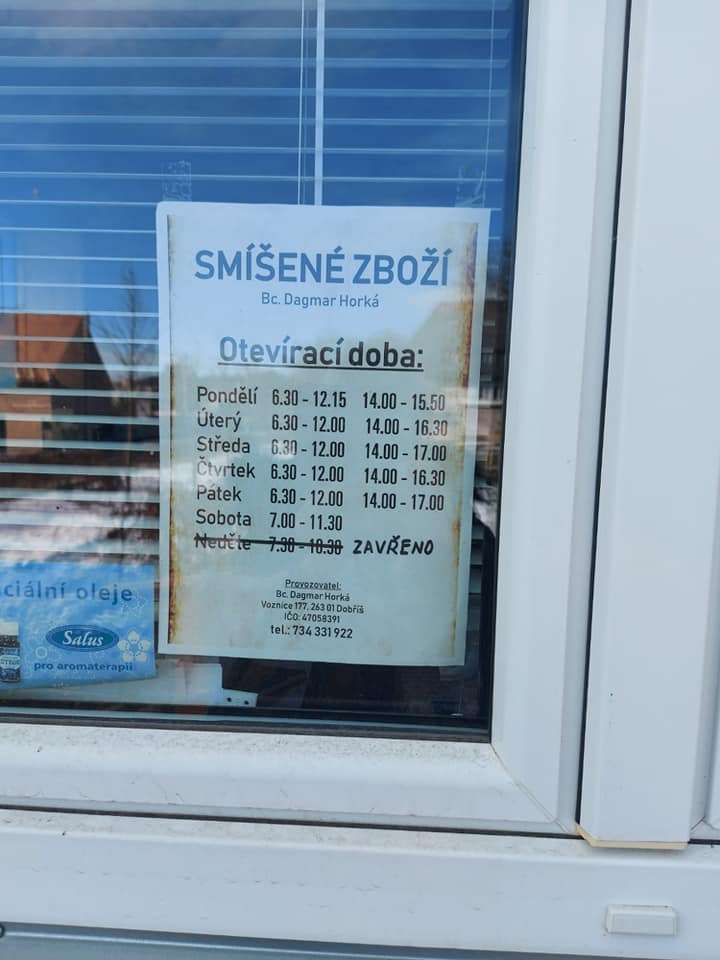 SMÍŠENÉ ZBOŽÍ
Bc. Dagmar Horká
Otevírací doba:
Pondělí 6.30 - 12.15 14.00 - 15.50
Úterý 6.30 - 12.00 14.00 - 16.30
Středa 6.30 - 12.00 14.00 - 17.00
Čtvrtek 6.30 - 12.00 14.00 - 16.30
Pátek 6.30 - 12.00 14.00 - 17.00
Sobota 7.00 - 11.30
Neděle 7.30 - 10.30 ZAVŘENO
Provozovatel:
Bc. Dagmar Horká
Voznice 177, 263 01 Dobříš
IČO: 47058391
tel.: 734 331 922
ciální oleje
Salus
pro aromaterapii